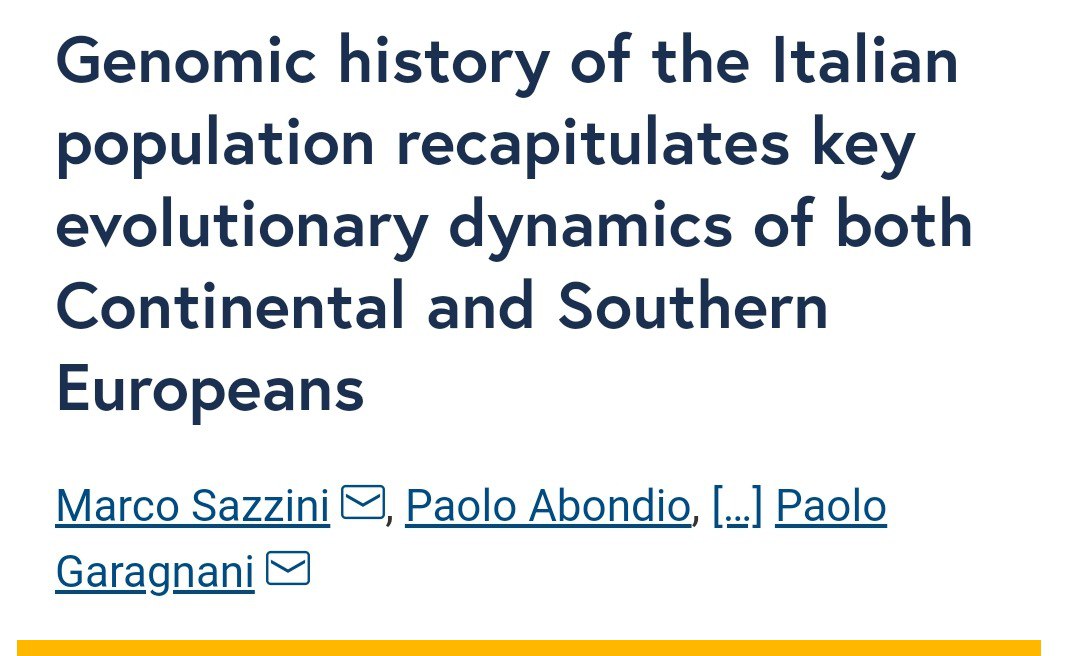 Genomic history of the Italian
population recapitulates key
evolutionary dynamics of both
Continental and Southern
Europeans
Marco Sazzini, Paolo Abondio, [...] Paolo
Garagnani